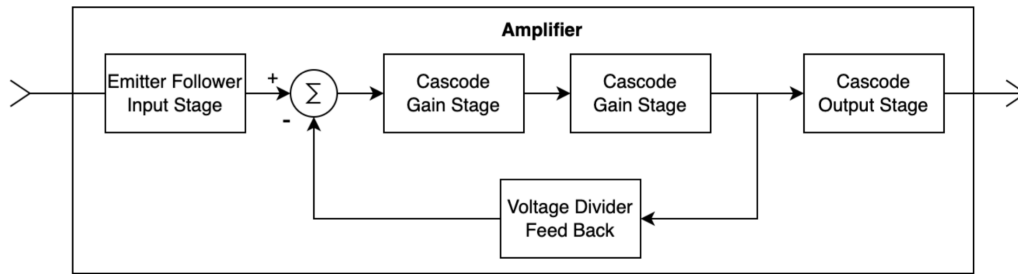 Amplifier
Emitter Follower
Input Stage
+
-
Σ
Cascode
Gain Stage
Cascode
Gain Stage
Cascode
Output Stage
Voltage Divider
Feed Back